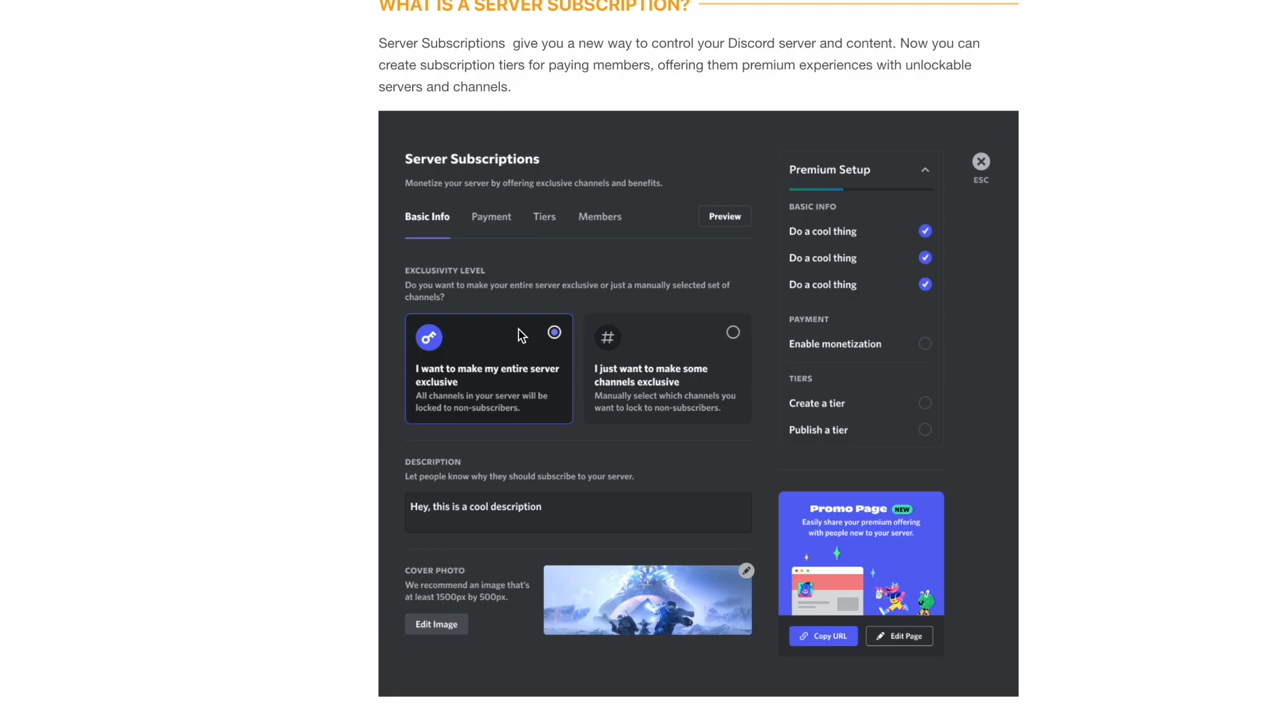 WHAT IS A SERVER SUBSCRIPTION?
Server Subscriptions  give you a new way to control your Discord server and content. Now you can
create subscription tiers for paying members, offering them premium experiences with unlockable
servers and channels.
Server Subscriptions
Monetize your server by offering exclusive channels and benefits.
Basic Info
Payment
Tiers
Members
Preview
EXCLUSIVITY LEVEL
Do you want to make your entire server exclusive or just a manually selected set of
channels?
I want to make my entire server
exclusive
All channels in your server will be
locked to non-subscribers.
#
I just want to make some
channels exclusive
Manually select which channels you
want to lock to non-subscribers.
DESCRIPTION
Let people know why they should subscribe to your server.
Hey, this is a cool description
COVER PHOTO
We recommend an image that's
at least 1500px by 500px.
Edit Image
Premium Setup
BASIC INFO
Do a cool thing
Do a cool thing
Do a cool thing
PAYMENT
Enable monetization
TIERS
Create a tier
Publish a tier
Promo Page NEW
Easily share your premium offering
with people new to your server.
Copy URL
Edit Page
ESC